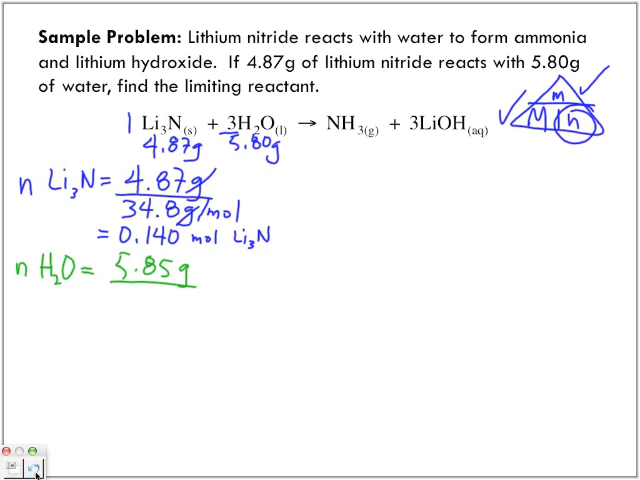 Sample Problem: Lithium nitride reacts with water to form ammonia
and lithium hydroxide. If 4.87g of lithium nitride reacts with 5.80g
of water, find the limiting reactant.
m
M n
1 Li₃N(s) + 3H₂O(l) → NH₃(g) + 3LiOH(aq)
4.87g 5.80g
n Li₃N = 4.87g
34.8g/mol
= 0.140 mol Li₃N
n H₂O = 5.85g